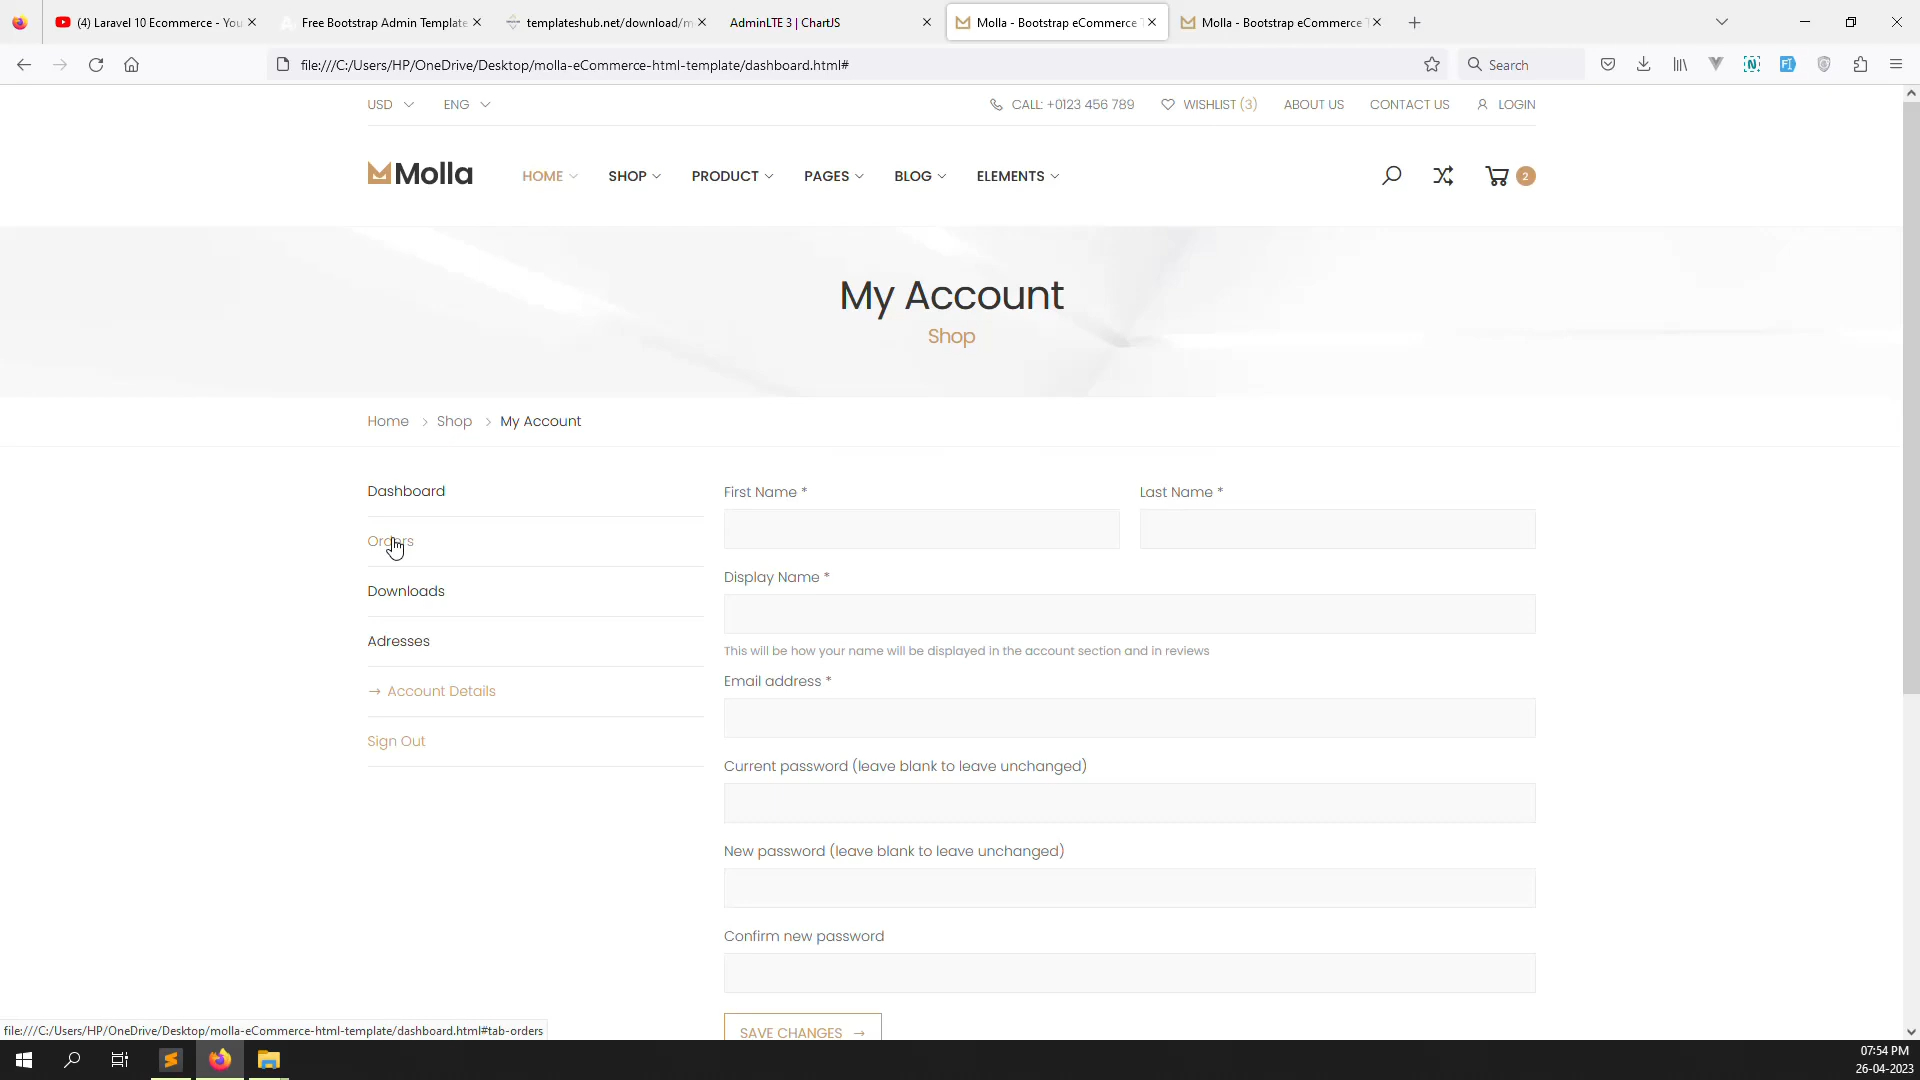 (4) Laravel 10 Ecommerce - You
Free Bootstrap Admin Template
templateshub.net/download/m
AdminLTE 3 | ChartJS
Molla - Bootstrap eCommerce T
Molla - Bootstrap eCommerce T
file:///C:/Users/HP/OneDrive/Desktop/molla-eCommerce-html-template/dashboard.html#
Search
USD
ENG
CALL: +0123 456 789
WISHLIST (3)
ABOUT US
CONTACT US
LOGIN
Molla
HOME
SHOP
PRODUCT
PAGES
BLOG
ELEMENTS
2
My Account
Shop
Home > Shop > My Account
Dashboard
Orders
Downloads
Adresses
→ Account Details
Sign Out
First Name *
Last Name *
Display Name *
This will be how your name will be displayed in the account section and in reviews
Email address *
Current password (leave blank to leave unchanged)
New password (leave blank to leave unchanged)
Confirm new password
SAVE CHANGES →
file:///C:/Users/HP/OneDrive/Desktop/molla-eCommerce-html-template/dashboard.html#tab-orders
07:54 PM
26-04-2023